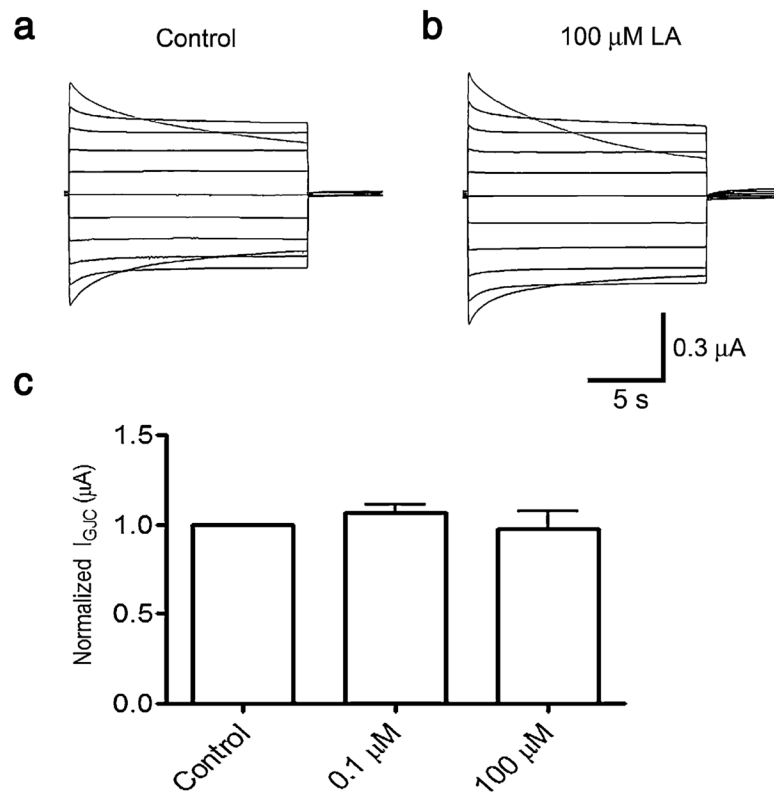 a
Control
b
100 μM LA
0.3 μA
5 s
c
Normalized I_GJC (μA)
1.5
1.0
0.5
0.0
Control
0.1 μM
100 μM